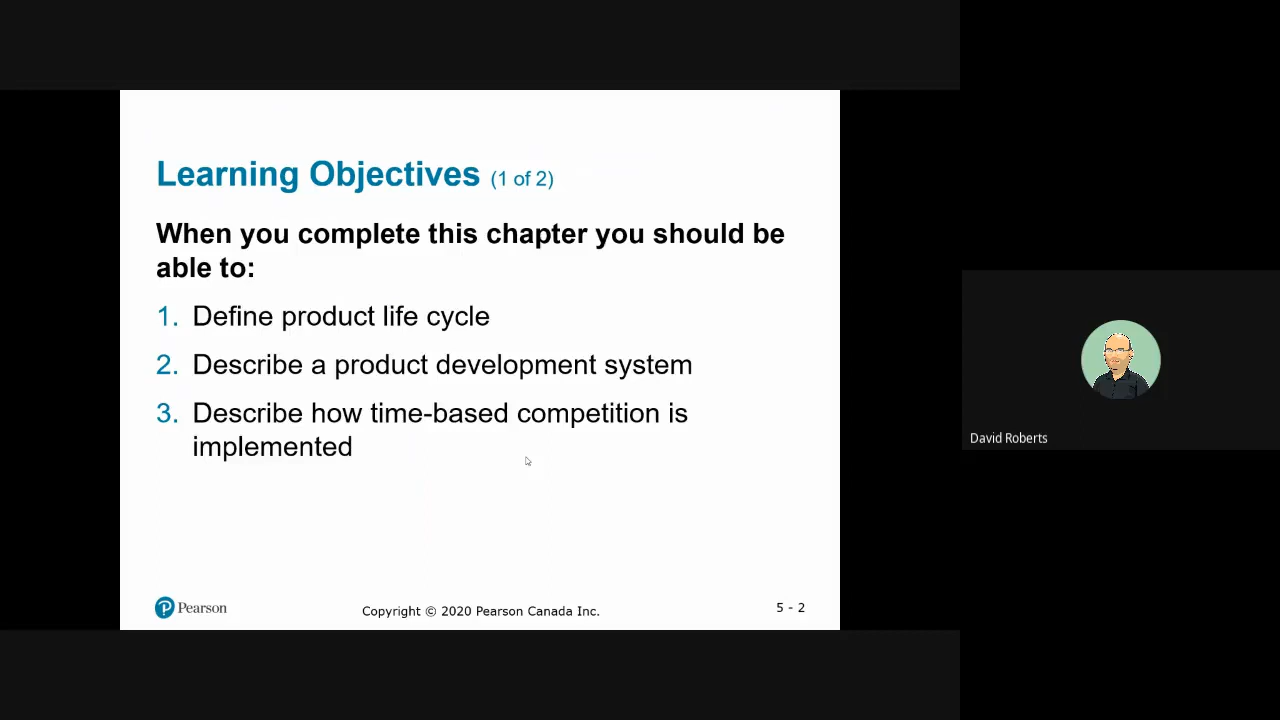 Learning Objectives (1 of 2)
When you complete this chapter you should be
able to:
1. Define product life cycle
2. Describe a product development system
3. Describe how time-based competition is
implemented
Pearson
Copyright © 2020 Pearson Canada Inc.
5 - 2
David Roberts